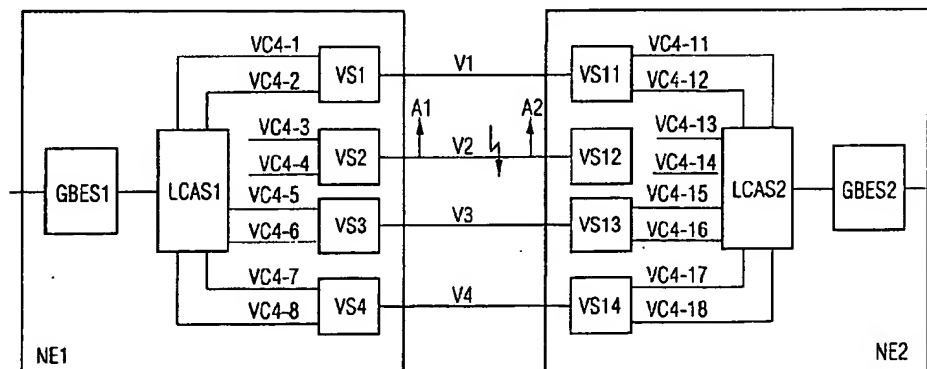 VC4-1
VC4-2
VS1
V1
VS11
VC4-11
VC4-12
A1
A2
VC4-3
VC4-4
VS2
V2
VS12
VC4-13
VC4-14
GBES1
LCAS1
LCAS2
GBES2
VC4-5
VC4-6
VS3
V3
VS13
VC4-15
VC4-16
VC4-7
VC4-8
VS4
V4
VS14
VC4-17
VC4-18
NE1
NE2